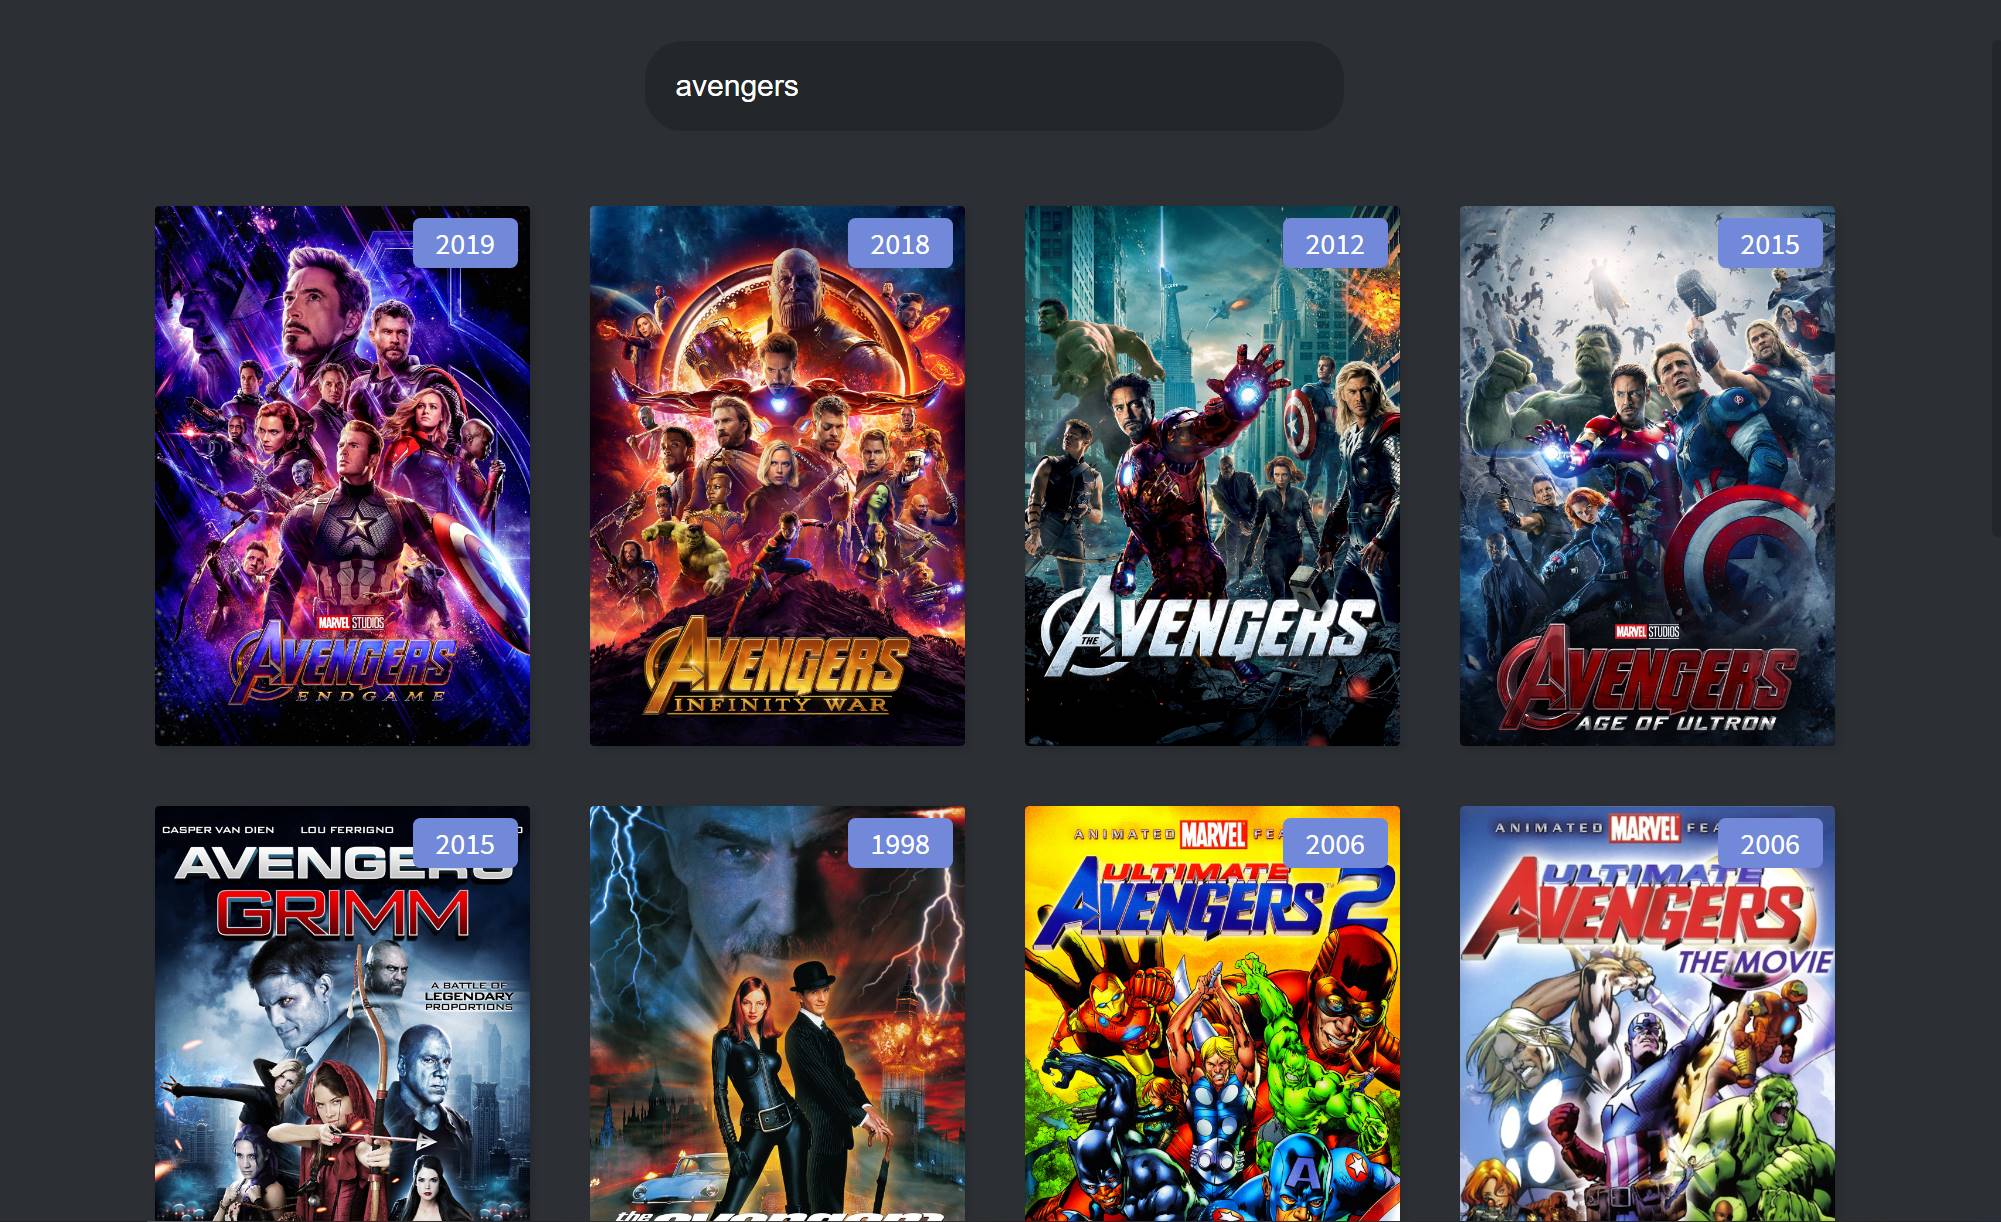 avengers
2019
MARVEL STUDIOS
AVENGERS
ENDGAME
2018
AVENGERS
INFINITY WAR
2012
THE
AVENGERS
2015
MARVEL STUDIOS
AVENGERS
AGE OF ULTRON
2015
CASPER VAN DIEN LOU FERRIGNO
AVENGERS
GRIMM
A BATTLE OF
LEGENDARY
PROPORTIONS
1998
the avengers
2006
ANIMATED MARVEL FEA
ULTIMATE
AVENGERS 2
A
2006
ANIMATED MARVEL FEA
ULTIMATE
AVENGERS
THE MOVIE